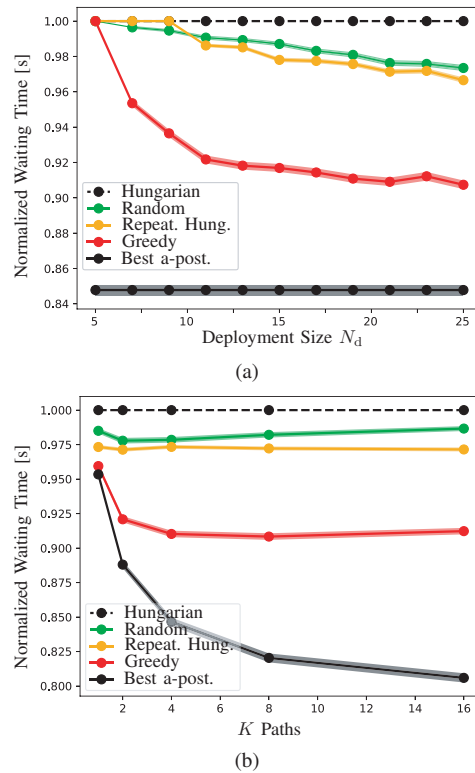 1.00
0.98
0.96
0.94
0.92
0.90
0.88
0.86
0.84
Normalized Waiting Time [s]
Hungarian
Random
Repeat. Hung.
Greedy
Best a-post.
5 10 15 20 25
Deployment Size N_d
(a)
1.000
0.975
0.950
0.925
0.900
0.875
0.850
0.825
0.800
Normalized Waiting Time [s]
Hungarian
Random
Repeat. Hung.
Greedy
Best a-post.
2 4 6 8 10 12 14 16
K Paths
(b)